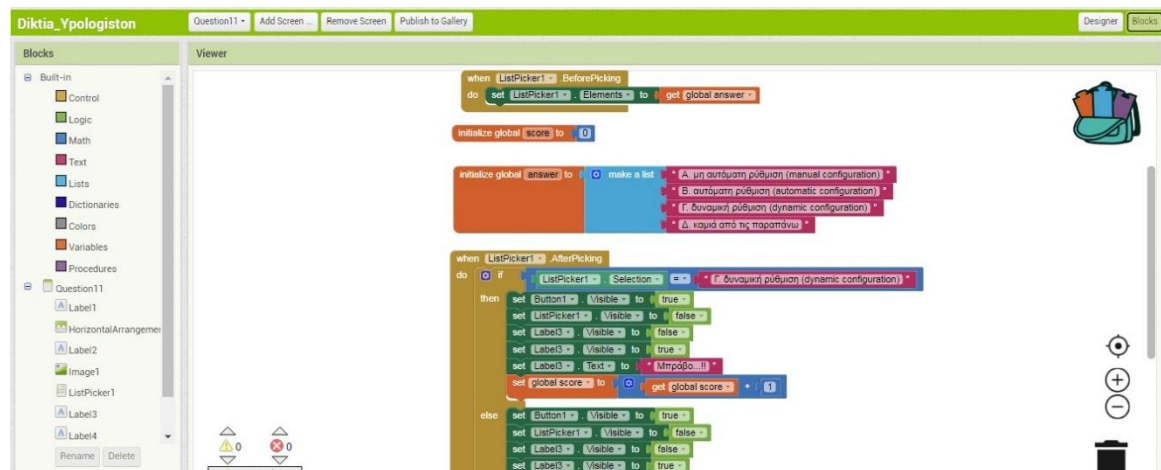 Diktia_Ypologiston Question11 Add Screen ... Remove Screen Publish to Gallery Designer Blocks
Blocks
Built-in
Control
Logic
Math
Text
Lists
Dictionaries
Colors
Variables
Procedures
Question11
Label1
HorizontalArrangemer
Label2
Image1
ListPicker1
Label3
Label4
Rename Delete
Viewer
when ListPicker1 .BeforePicking
do set ListPicker1 . Elements to get global answer
initialize global score to 0
initialize global answer to make a list " Α. μη αυτόματη ρύθμιση (manual configuration) "
" Β. αυτόματη ρύθμιση (automatic configuration) "
" Γ. δυναμική ρύθμιση (dynamic configuration) "
" Δ. καμιά από τις παραπάνω "
when ListPicker1 .AfterPicking
do if ListPicker1 . Selection = " Γ. δυναμική ρύθμιση (dynamic configuration) "
then set Button1 . Visible to true
set ListPicker1 . Visible to false
set Label3 . Visible to false
set Label3 . Visible to true
set Label3 . Text to " Μπράβο...!! "
set global score to get global score + 1
else set Button1 . Visible to true
set ListPicker1 . Visible to false
set Label3 . Visible to false
set Label3 . Visible to true
0 0